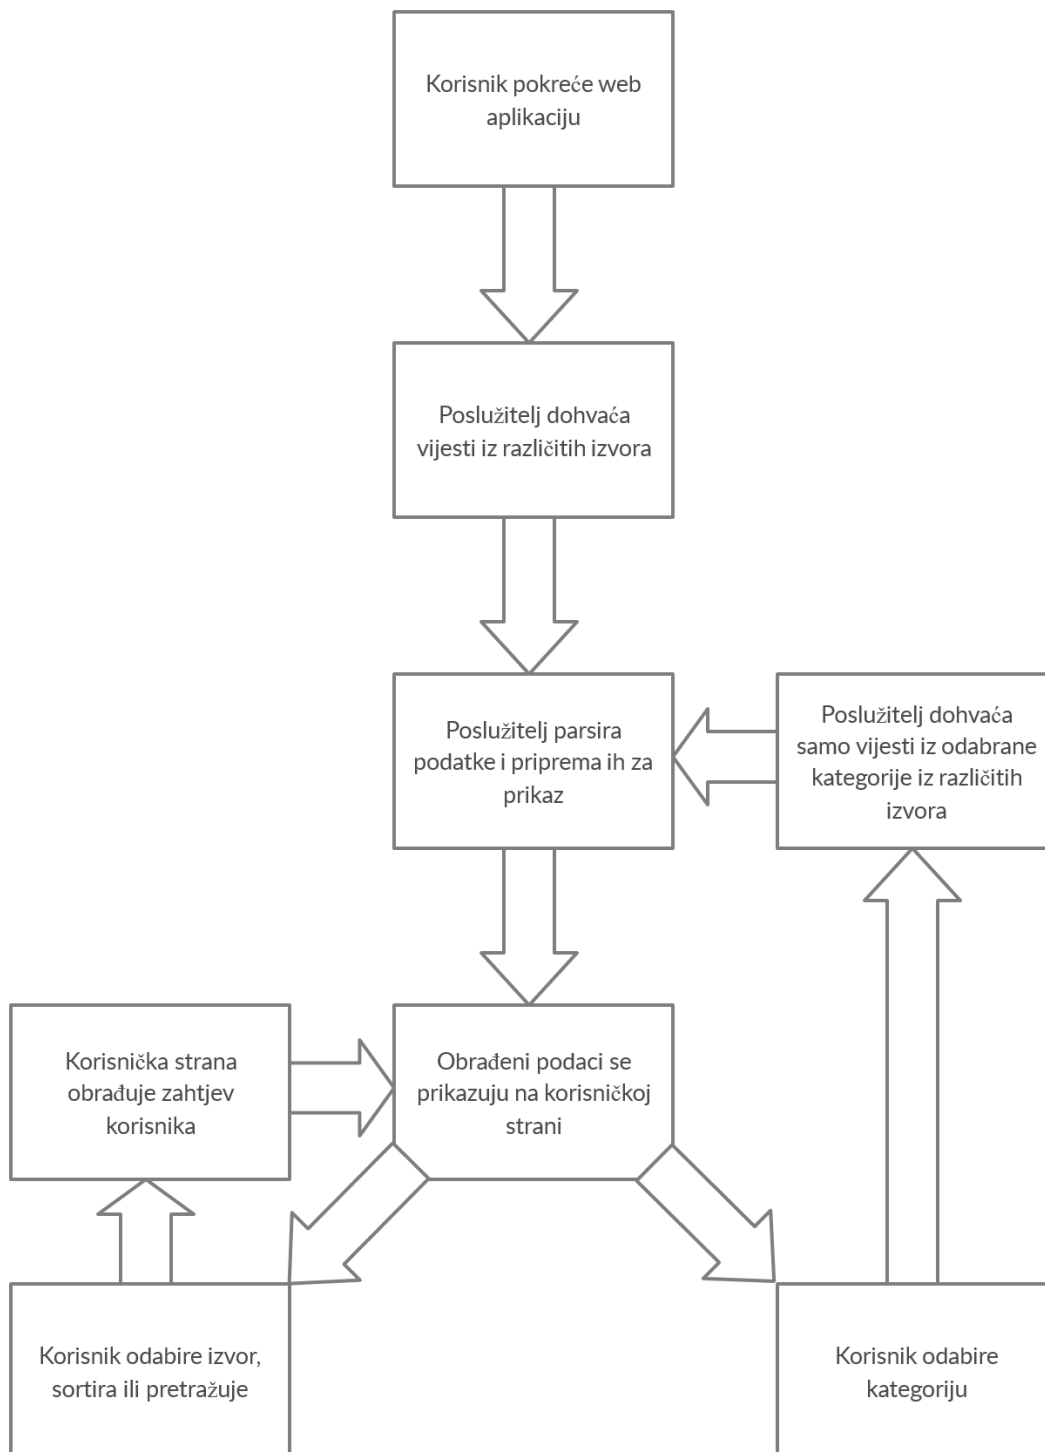 Korisnik pokreće web
aplikaciju
Poslužitelj dohvaća
vijesti iz različitih izvora
Poslužitelj parsira
podatke i priprema ih za
prikaz
Poslužitelj dohvaća
samo vijesti iz odabrane
kategorije iz različitih
izvora
Korisnička strana
obrađuje zahtjev
korisnika
Obrađeni podaci se
prikazuju na korisničkoj
strani
Korisnik odabire izvor,
sortira ili pretražuje
Korisnik odabire
kategoriju